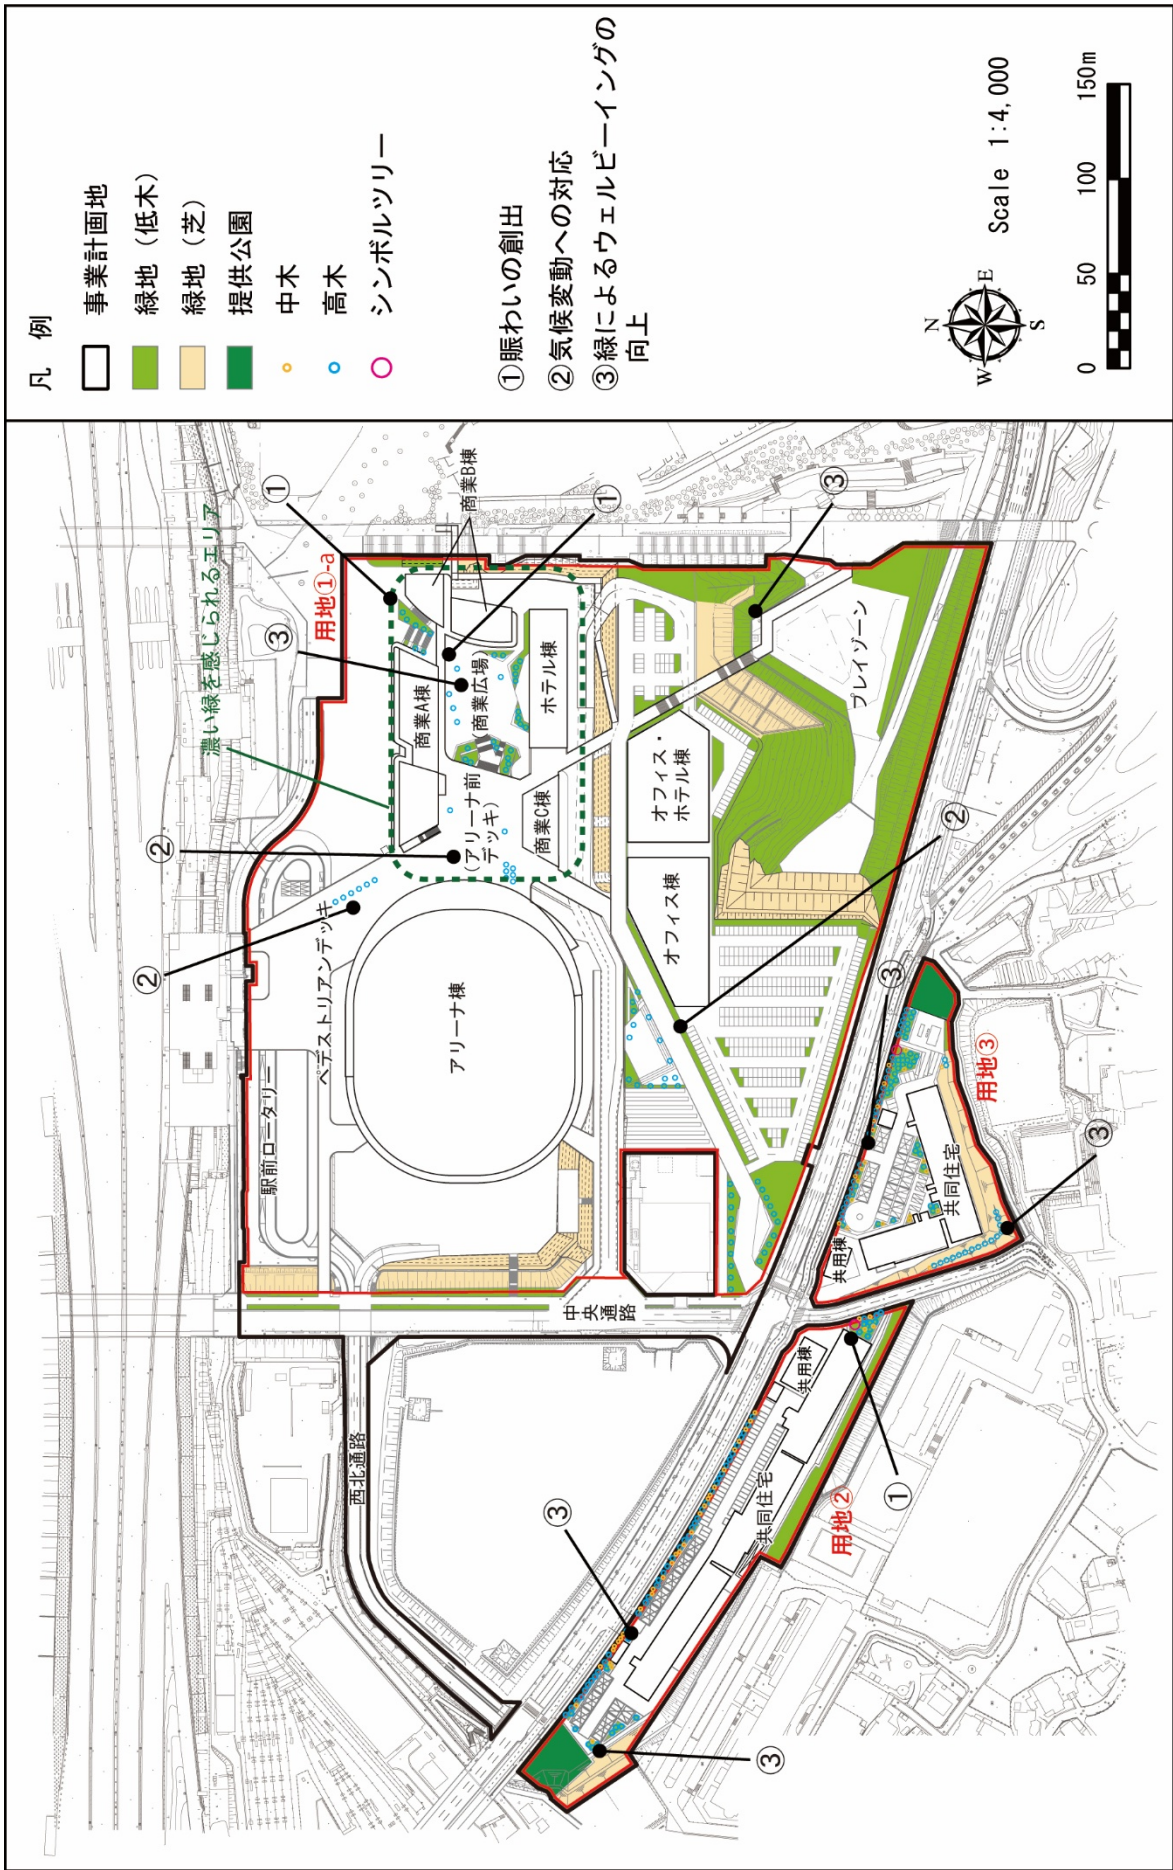 凡 例
事業計画地
緑地（低木）
緑地（芝）
提供公園
中木
高木
シンボルツリー
①賑わいの創出
②気候変動への対応
③緑によるウェルビーイングの
向上
N
W
E
S
Scale 1:4,000
0
50
100
150m
濃い緑を感じられるエリア
用地①-a
①
③
②
②
商業B棟
①
商業A棟
（商業広場）
ホテル棟
（アリーナ前
デッキ）
商業C棟
ペデストリアンデッキ
駅前ロータリー
アリーナ棟
オフィス・
ホテル棟
オフィス棟
プレイゾーン
③
②
中央通路
西北通路
③
用地③
共用棟
共同住宅
③
共用棟
共同住宅
用地②
①
③
③